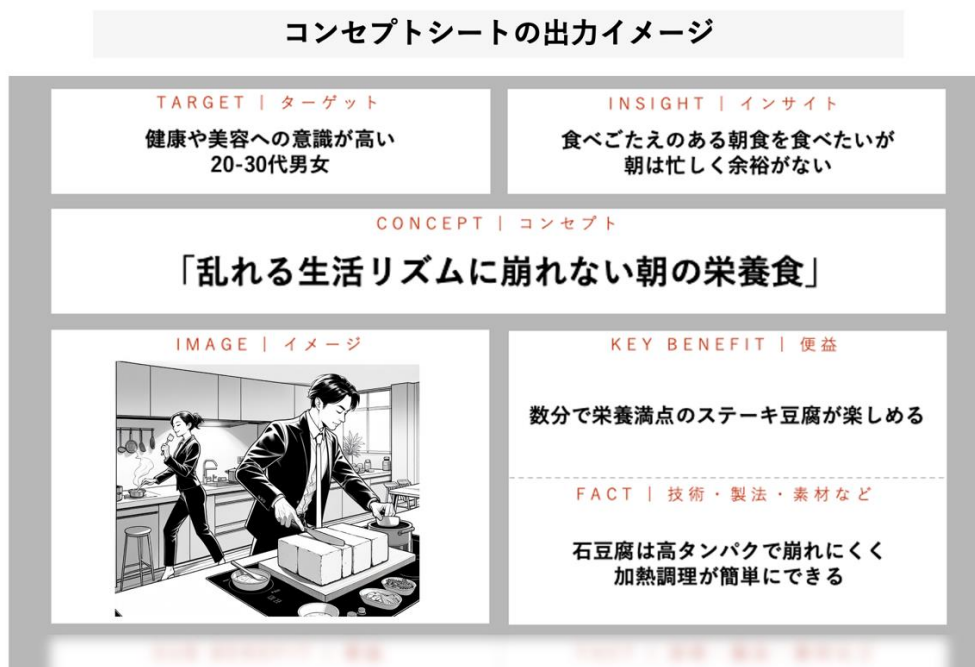 コンセプトシートの出力イメージ
TARGET | ターゲット
健康や美容への意識が高い
20-30代男女
INSIGHT | インサイト
食べごたえのある朝食を食べたいが
朝は忙しく余裕がない
CONCEPT | コンセプト
「乱れる生活リズムに崩れない朝の栄養食」
IMAGE | イメージ
KEY BENEFIT | 便益
数分で栄養満点のステーキ豆腐が楽しめる
FACT | 技術・製法・素材など
石豆腐は高タンパクで崩れにくく
加熱調理が簡単にできる